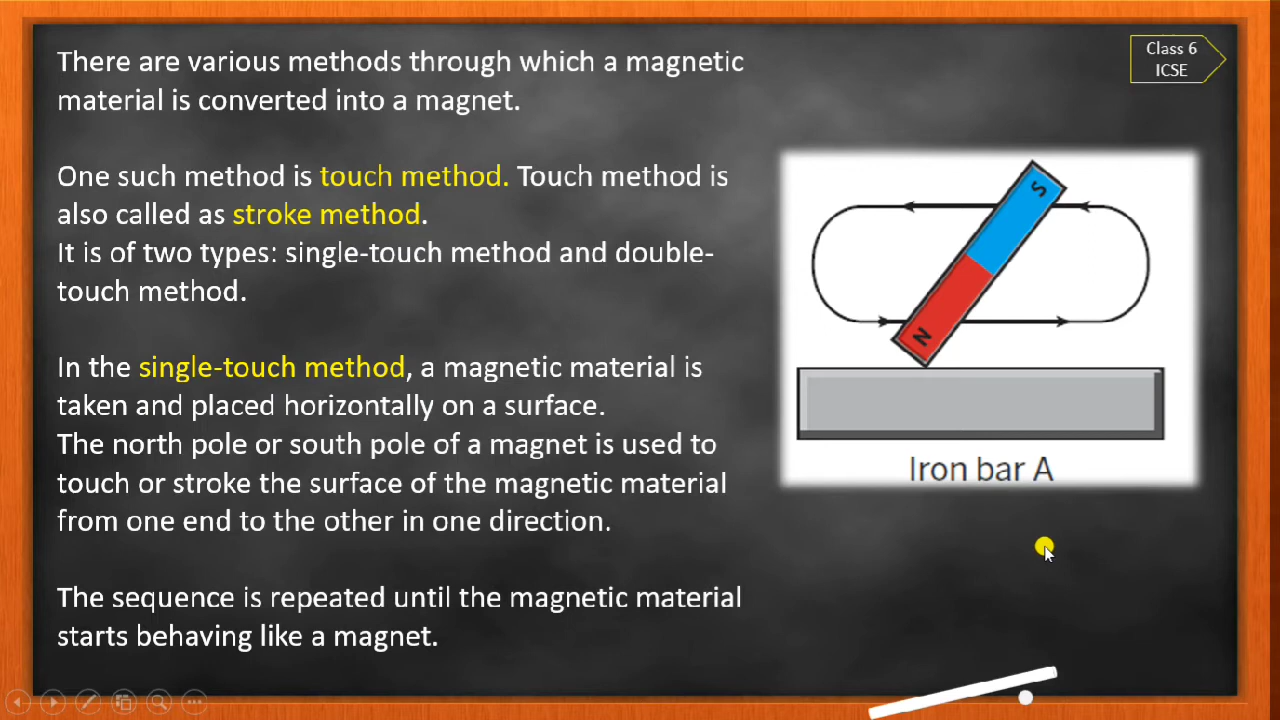 There are various methods through which a magnetic
material is converted into a magnet.
One such method is touch method. Touch method is
also called as stroke method.
It is of two types: single-touch method and double-
touch method.
In the single-touch method, a magnetic material is
taken and placed horizontally on a surface.
The north pole or south pole of a magnet is used to
touch or stroke the surface of the magnetic material
from one end to the other in one direction.
The sequence is repeated until the magnetic material
starts behaving like a magnet.
Class 6
ICSE
S
N
Iron bar A